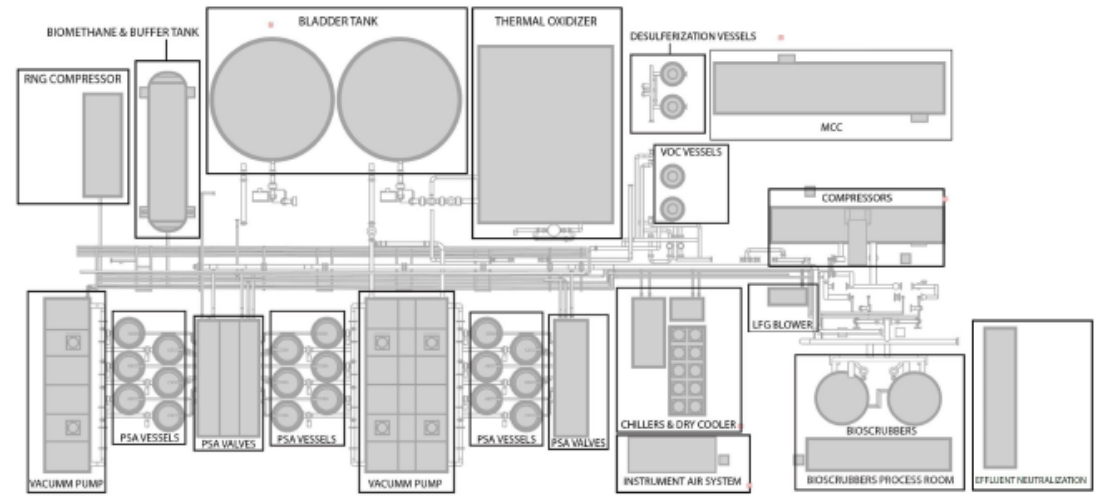 BLADDER TANK
THERMAL OXIDIZER
BIOMETHANE & BUFFER TANK
DESULFERIZATION VESSELS
RNG COMPRESSOR
MCC
VOC VESSELS
COMPRESSORS
LFG BLOWER
PSA VESSELS
PSA VALVES
PSA VESSELS
PSA VESSELS
PSA VALVES
CHILLERS & DRY COOLER
BIOSCRUBBERS
VACUMM PUMP
VACUMM PUMP
INSTRUMENT AIR SYSTEM
BIOSCRUBBERS PROCESS ROOM
EFFLUENT NEUTRALIZATION